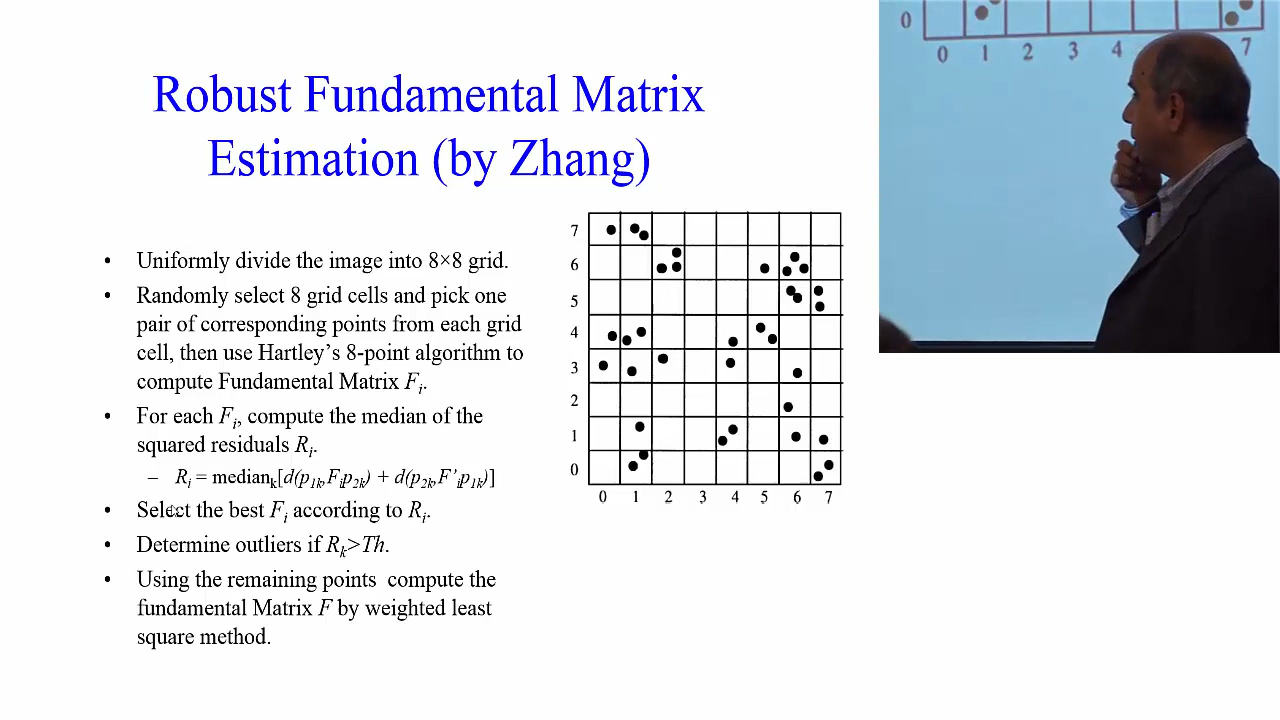 Robust Fundamental Matrix
Estimation (by Zhang)
• Uniformly divide the image into 8×8 grid.
• Randomly select 8 grid cells and pick one
pair of corresponding points from each grid
cell, then use Hartley's 8-point algorithm to
compute Fundamental Matrix Fi.
• For each Fi, compute the median of the
squared residuals Ri.
– Ri = mediank[d(p1k,Fip2k) + d(p2k,F'ip1k)]
• Select the best Fi according to Ri.
• Determine outliers if Rk>Th.
• Using the remaining points compute the
fundamental Matrix F by weighted least
square method.
7
6
5
4
3
2
1
0
0 1 2 3 4 5 6 7
0
0 1 2 3 4 7